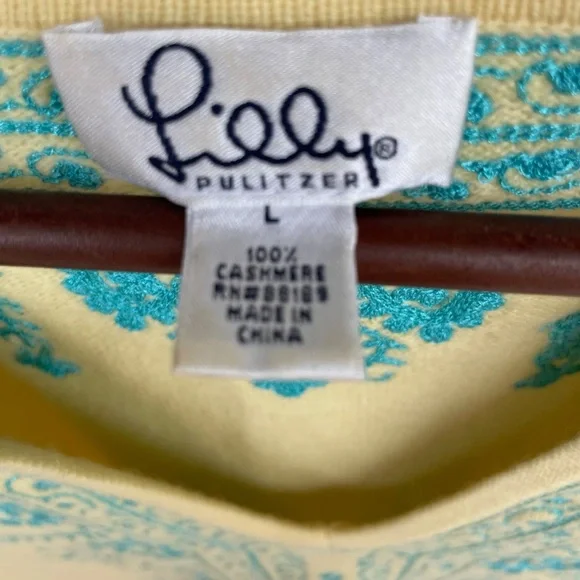 Lilly®
PULITZER
L
100%
CASHMERE
RN#88189
MADE IN
CHINA